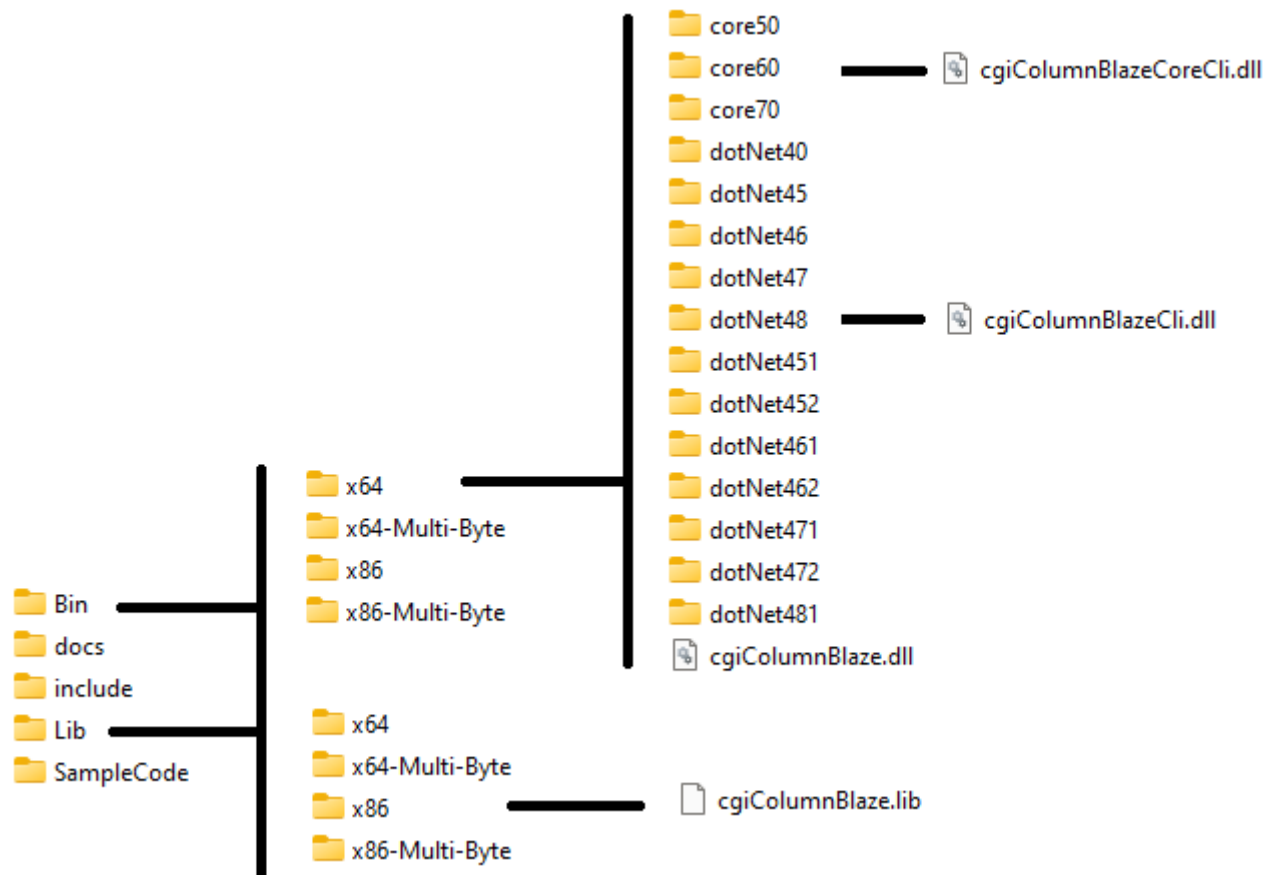 Bin
docs
include
Lib
SampleCode
x64
x64-Multi-Byte
x86
x86-Multi-Byte
core50
core60
cgiColumnBlazeCoreCli.dll
core70
dotNet40
dotNet45
dotNet46
dotNet47
dotNet48
cgiColumnBlazeCli.dll
dotNet451
dotNet452
dotNet461
dotNet462
dotNet471
dotNet472
dotNet481
cgiColumnBlaze.dll
x64
x64-Multi-Byte
x86
cgiColumnBlaze.lib
x86-Multi-Byte